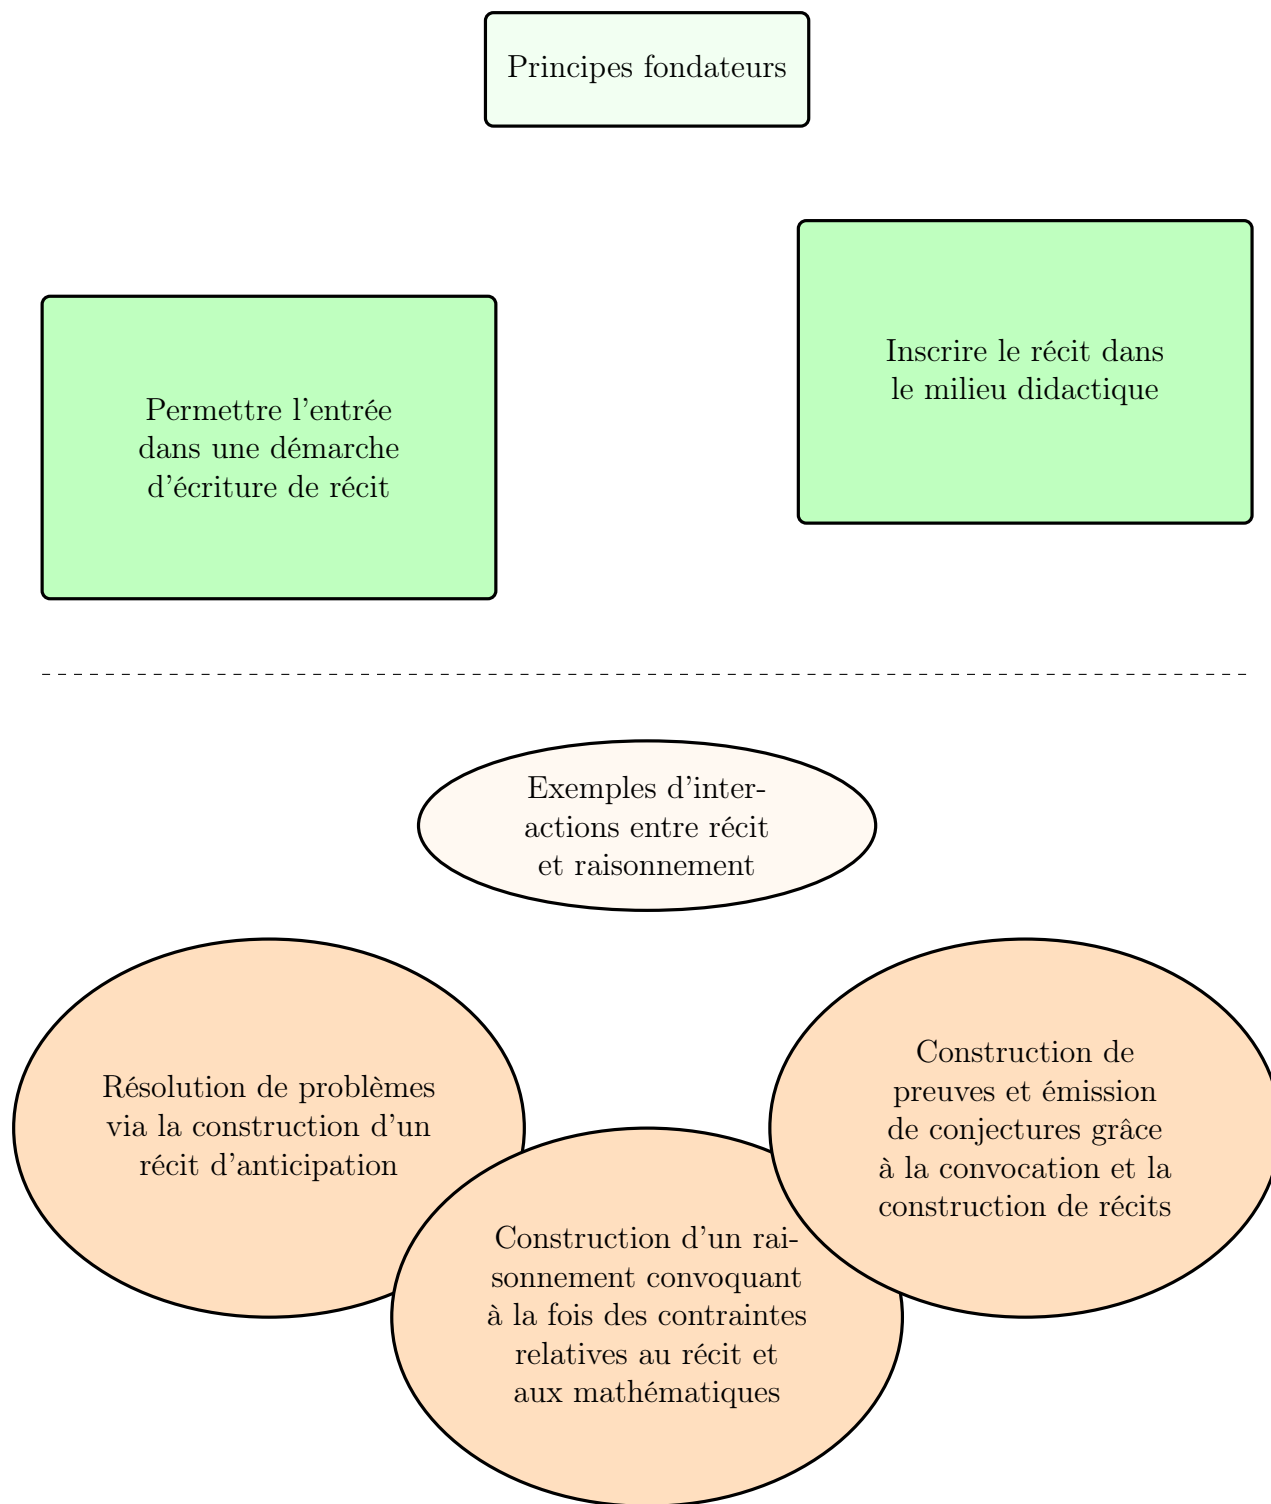 Principes fondateurs
Permettre l'entrée
dans une démarche
d'écriture de récit
Inscrire le récit dans
le milieu didactique
Exemples d'inter-
actions entre récit
et raisonnement
Résolution de problèmes
via la construction d'un
récit d'anticipation
Construction d'un rai-
sonnement convoquant
à la fois des contraintes
relatives au récit et
aux mathématiques
Construction de
preuves et émission
de conjectures grâce
à la convocation et la
construction de récits